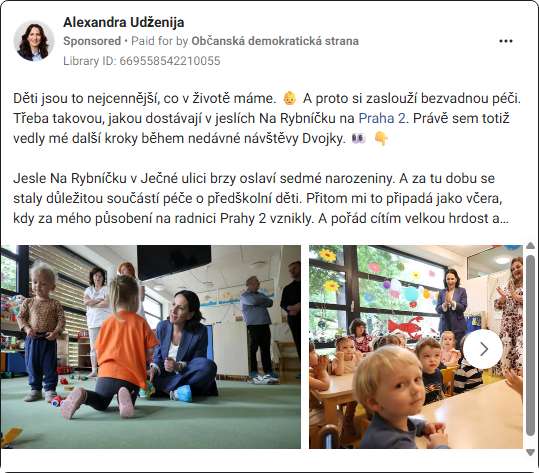 Alexandra Udženija
Sponsored • Paid for by Občanská demokratická strana
Library ID: 669558542210055
Děti jsou to nejcennější, co v životě máme. 👶 A proto si zaslouží bezvadnou péči.
Třeba takovou, jakou dostávají v jeslích Na Rybníčku na Praha 2. Právě sem totiž
vedly mé další kroky během nedávné návštěvy Dvojky. 📷 👇
Jesle Na Rybníčku v Ječné ulici brzy oslaví sedmé narozeniny. A za tu dobu se
staly důležitou součástí péče o předškolní děti. Přitom mi to připadá jako včera,
kdy za mého působení na radnici Prahy 2 vznikly. A pořád cítím velkou hrdost a...